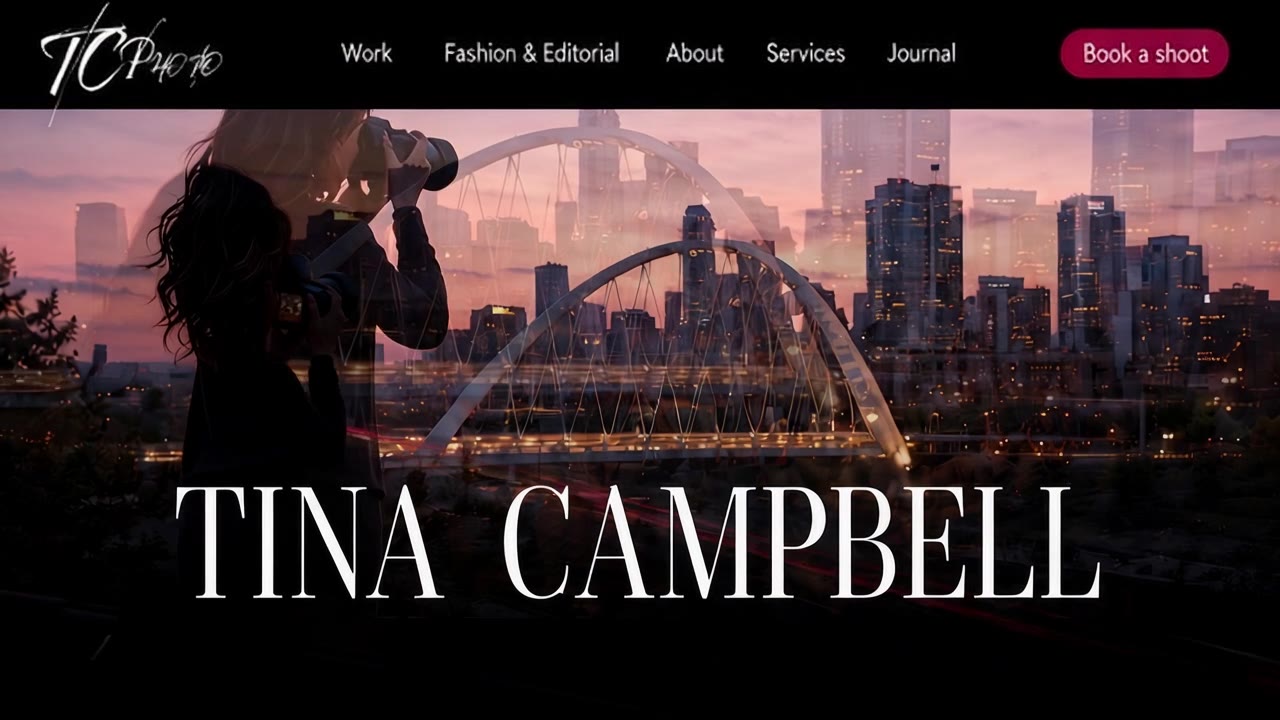 TCPhoto
Work
Fashion & Editorial
About
Services
Journal
Book a shoot
TINA CAMPBELL